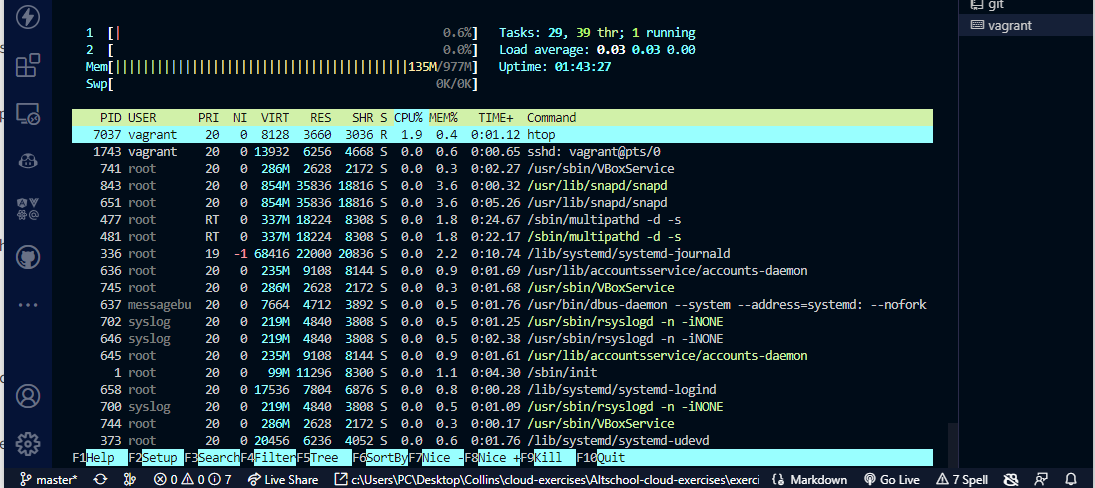 git
vagrant
1 [| 0.6%] Tasks: 29, 39 thr; 1 running
2 [ 0.0%] Load average: 0.03 0.03 0.00
Mem[||||||||||||||||||||||||||||||||||||||||||135M/977M] Uptime: 01:43:27
Swp[ 0K/0K]
PID USER PRI NI VIRT RES SHR S CPU% MEM% TIME+ Command
7037 vagrant 20 0 8128 3660 3036 R 1.9 0.4 0:01.12 htop
1743 vagrant 20 0 13932 6256 4668 S 0.0 0.6 0:00.65 sshd: vagrant@pts/0
741 root 20 0 286M 2628 2172 S 0.0 0.3 0:02.27 /usr/sbin/VBoxService
843 root 20 0 854M 35836 18816 S 0.0 3.6 0:00.32 /usr/lib/snapd/snapd
651 root 20 0 854M 35836 18816 S 0.0 3.6 0:05.26 /usr/lib/snapd/snapd
477 root RT 0 337M 18224 8308 S 0.0 1.8 0:24.67 /sbin/multipathd -d -s
481 root RT 0 337M 18224 8308 S 0.0 1.8 0:22.17 /sbin/multipathd -d -s
336 root 19 -1 68416 22000 20836 S 0.0 2.2 0:10.74 /lib/systemd/systemd-journald
636 root 20 0 235M 9108 8144 S 0.0 0.9 0:01.69 /usr/lib/accountsservice/accounts-daemon
745 root 20 0 286M 2628 2172 S 0.0 0.3 0:01.68 /usr/sbin/VBoxService
637 messagebu 20 0 7664 4712 3892 S 0.0 0.5 0:01.76 /usr/bin/dbus-daemon --system --address=systemd: --nofork
702 syslog 20 0 219M 4840 3808 S 0.0 0.5 0:01.25 /usr/sbin/rsyslogd -n -iNONE
646 syslog 20 0 219M 4840 3808 S 0.0 0.5 0:02.38 /usr/sbin/rsyslogd -n -iNONE
645 root 20 0 235M 9108 8144 S 0.0 0.9 0:01.61 /usr/lib/accountsservice/accounts-daemon
1 root 20 0 99M 11296 8300 S 0.0 1.1 0:04.30 /sbin/init
658 root 20 0 17536 7804 6876 S 0.0 0.8 0:00.28 /lib/systemd/systemd-logind
700 syslog 20 0 219M 4840 3808 S 0.0 0.5 0:01.09 /usr/sbin/rsyslogd -n -iNONE
744 root 20 0 286M 2628 2172 S 0.0 0.3 0:00.17 /usr/sbin/VBoxService
373 root 20 0 20456 6236 4052 S 0.0 0.6 0:01.76 /lib/systemd/systemd-udevd
F1Help F2Setup F3SearchF4FilterF5Tree F6SortByF7Nice -F8Nice +F9Kill F10Quit
master* 0 0 7 Live Share c:\Users\PC\Desktop\Collins\cloud-exercises\Altschool-cloud-exercises\exerci Markdown Go Live 7 Spell